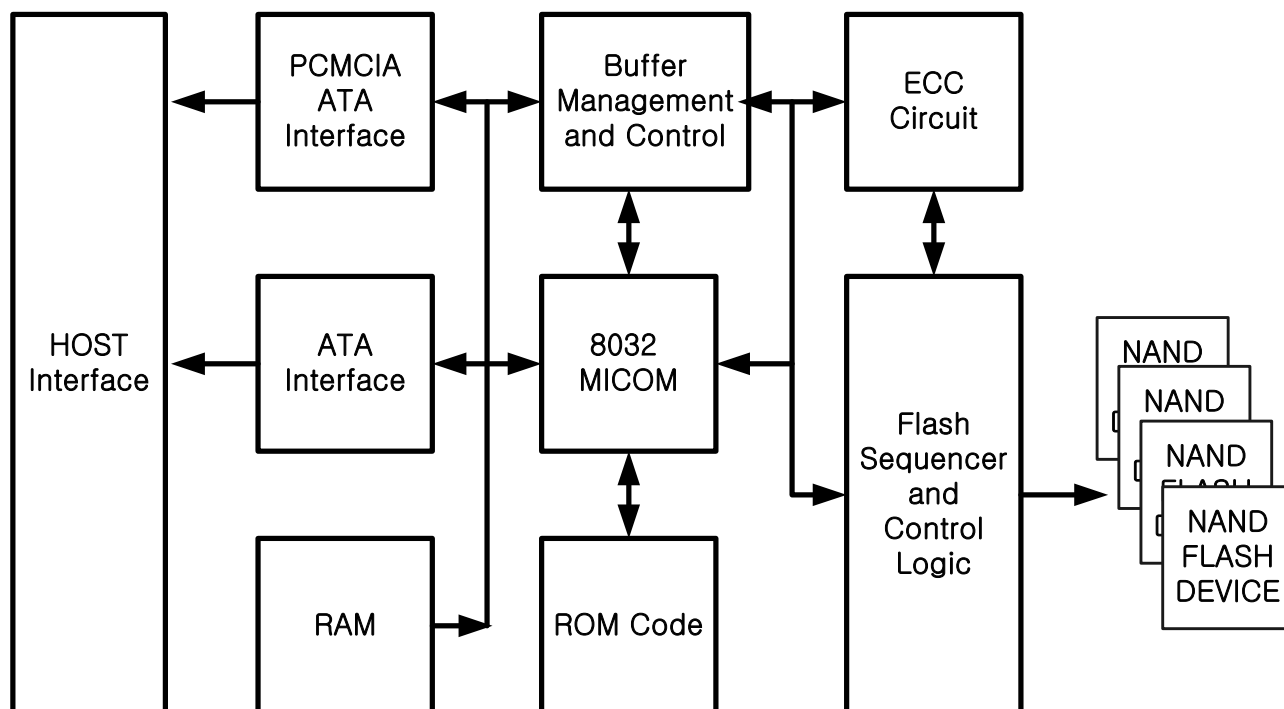 PCMCIA
ATA
Interface
Buffer
Management
and Control
ECC
Circuit
HOST
Interface
ATA
Interface
8032
MICOM
Flash
Sequencer
and
Control
Logic
RAM
ROM Code
NAND
NAND
NAND
FLASH
NAND
FLASH
DEVICE